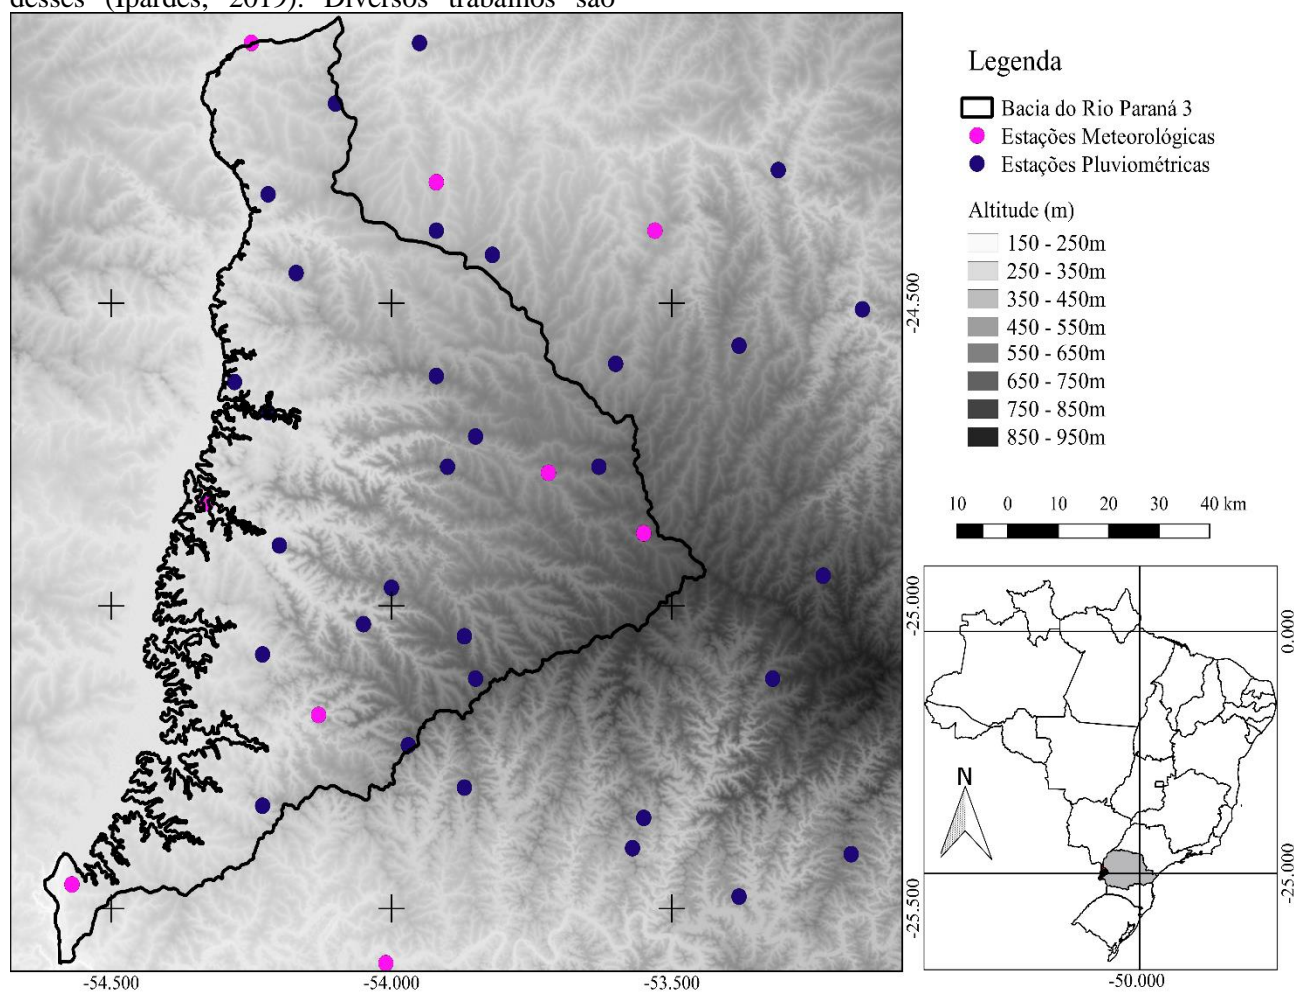 desses (Ipardes, 2019). Diversos trabalhos são
Legenda
Bacia do Rio Paraná 3
Estações Meteorológicas
Estações Pluviométricas
Altitude (m)
150 - 250m
250 - 350m
350 - 450m
450 - 550m
550 - 650m
650 - 750m
750 - 850m
850 - 950m
10 0 10 20 30 40 km
-24.500
-25.000
-25.500
-54.500
-54.000
-53.500
N
0.000
-25.000
-50.000